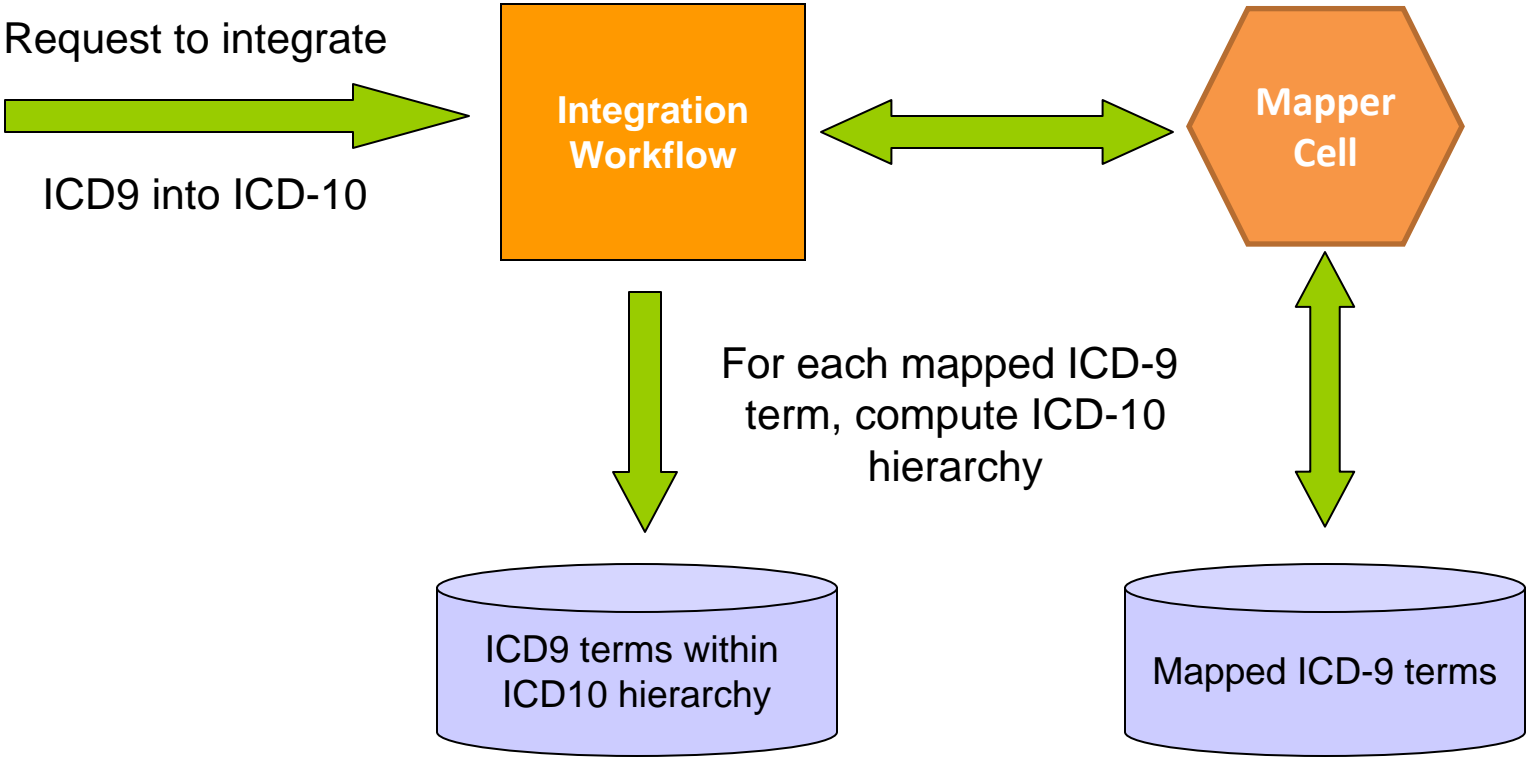 Request to integrate
ICD9 into ICD-10
Integration
Workflow
Mapper
Cell
For each mapped ICD-9
term, compute ICD-10
hierarchy
ICD9 terms within
ICD10 hierarchy
Mapped ICD-9 terms